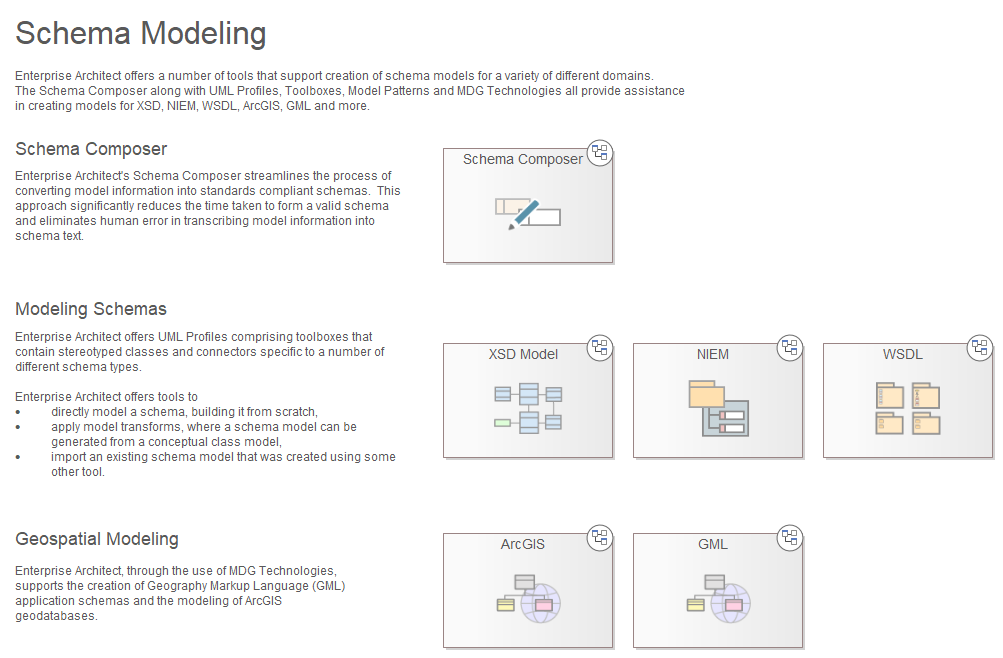 Schema Modeling
Enterprise Architect offers a number of tools that support creation of schema models for a variety of different domains.
The Schema Composer along with UML Profiles, Toolboxes, Model Patterns and MDG Technologies all provide assistance
in creating models for XSD, NIEM, WSDL, ArcGIS, GML and more.
Schema Composer
Enterprise Architect's Schema Composer streamlines the process of
converting model information into standards compliant schemas.  This
approach significantly reduces the time taken to form a valid schema
and eliminates human error in transcribing model information into
schema text.
Schema Composer
Modeling Schemas
Enterprise Architect offers UML Profiles comprising toolboxes that
contain stereotyped classes and connectors specific to a number of
different schema types.
Enterprise Architect offers tools to
• directly model a schema, building it from scratch,
• apply model transforms, where a schema model can be
generated from a conceptual class model,
• import an existing schema model that was created using some
other tool.
XSD Model
NIEM
WSDL
Geospatial Modeling
Enterprise Architect, through the use of MDG Technologies,
supports the creation of Geography Markup Language (GML)
application schemas and the modeling of ArcGIS
geodatabases.
ArcGIS
GML